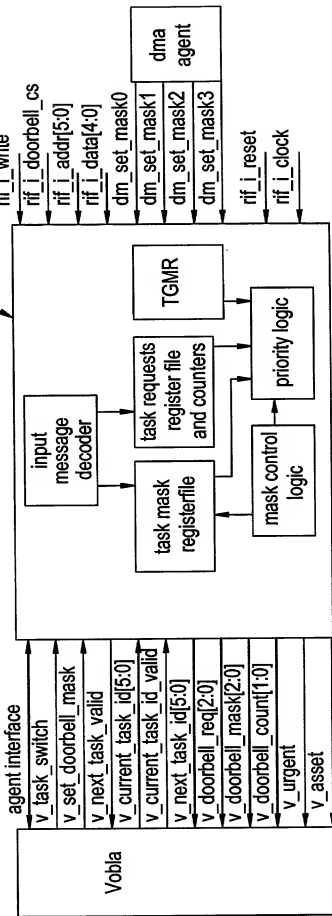 rif_i_write
rif_i_doorbell_cs
rif_i_addr[5:0]
rif_i_data[4:0]
dm_set_mask0
dm_set_mask1
dm_set_mask2
dm_set_mask3
rif_i_reset
rif_i_clock
dma
agent
input
message
decoder
task requests
register file
and counters
TGMR
task mask
registerfile
mask control
logic
priority logic
agent interface
v_task_switch
v_set_doorbell_mask
v_next_task_valid
v_current_task_id[5:0]
v_current_task_id_valid
v_next_task_id[5:0]
v_doorbell_req[2:0]
v_doorbell_mask[2:0]
v_doorbell_count[1:0]
v_urgent
v_asset
Vobla